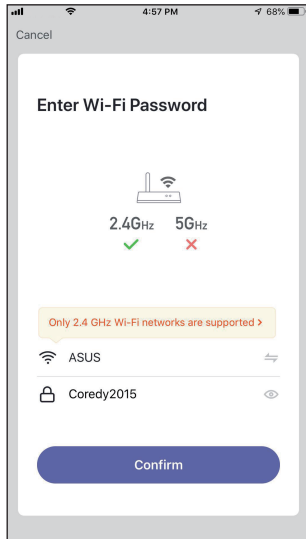 4:57 PM 68%
Cancel
Enter Wi-Fi Password
2.4GHz 5GHz
Only 2.4 GHz Wi-Fi networks are supported >
ASUS
Coredy2015
Confirm